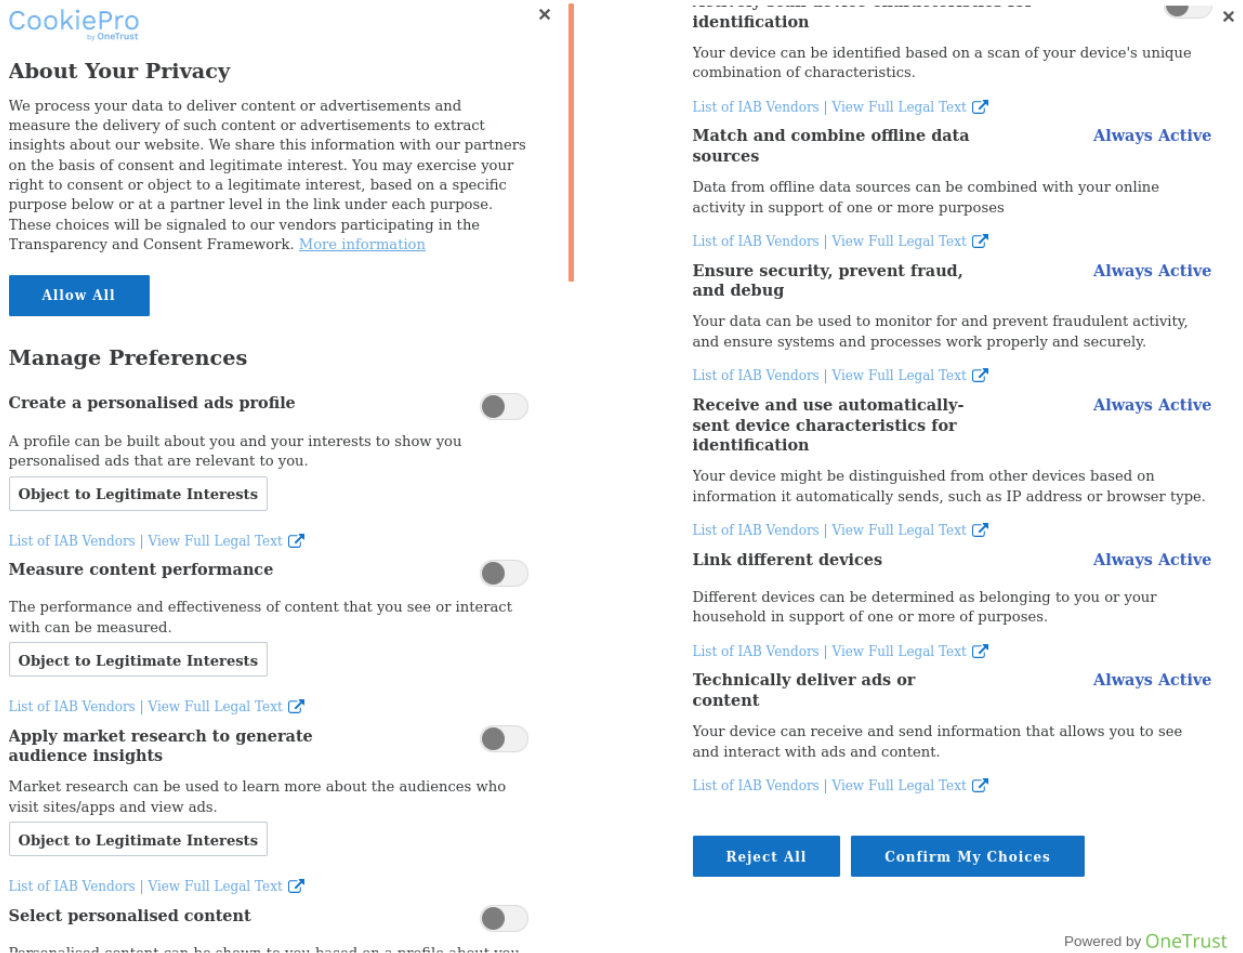 CookiePro
by OneTrust
×
About Your Privacy
We process your data to deliver content or advertisements and
measure the delivery of such content or advertisements to extract
insights about our website. We share this information with our partners
on the basis of consent and legitimate interest. You may exercise your
right to consent or object to a legitimate interest, based on a specific
purpose below or at a partner level in the link under each purpose.
These choices will be signaled to our vendors participating in the
Transparency and Consent Framework. More information
Allow All
Manage Preferences
Create a personalised ads profile
A profile can be built about you and your interests to show you
personalised ads that are relevant to you.
Object to Legitimate Interests
List of IAB Vendors | View Full Legal Text
Measure content performance
The performance and effectiveness of content that you see or interact
with can be measured.
Object to Legitimate Interests
List of IAB Vendors | View Full Legal Text
Apply market research to generate
audience insights
Market research can be used to learn more about the audiences who
visit sites/apps and view ads.
Object to Legitimate Interests
List of IAB Vendors | View Full Legal Text
Select personalised content
Personalised content can be shown to you based on a profile about you
×
identification
Your device can be identified based on a scan of your device's unique
combination of characteristics.
List of IAB Vendors | View Full Legal Text
Match and combine offline data
sources
Always Active
Data from offline data sources can be combined with your online
activity in support of one or more purposes
List of IAB Vendors | View Full Legal Text
Ensure security, prevent fraud,
and debug
Always Active
Your data can be used to monitor for and prevent fraudulent activity,
and ensure systems and processes work properly and securely.
List of IAB Vendors | View Full Legal Text
Receive and use automatically-
sent device characteristics for
identification
Always Active
Your device might be distinguished from other devices based on
information it automatically sends, such as IP address or browser type.
List of IAB Vendors | View Full Legal Text
Link different devices
Always Active
Different devices can be determined as belonging to you or your
household in support of one or more of purposes.
List of IAB Vendors | View Full Legal Text
Technically deliver ads or
content
Always Active
Your device can receive and send information that allows you to see
and interact with ads and content.
List of IAB Vendors | View Full Legal Text
Reject All
Confirm My Choices
Powered by OneTrust